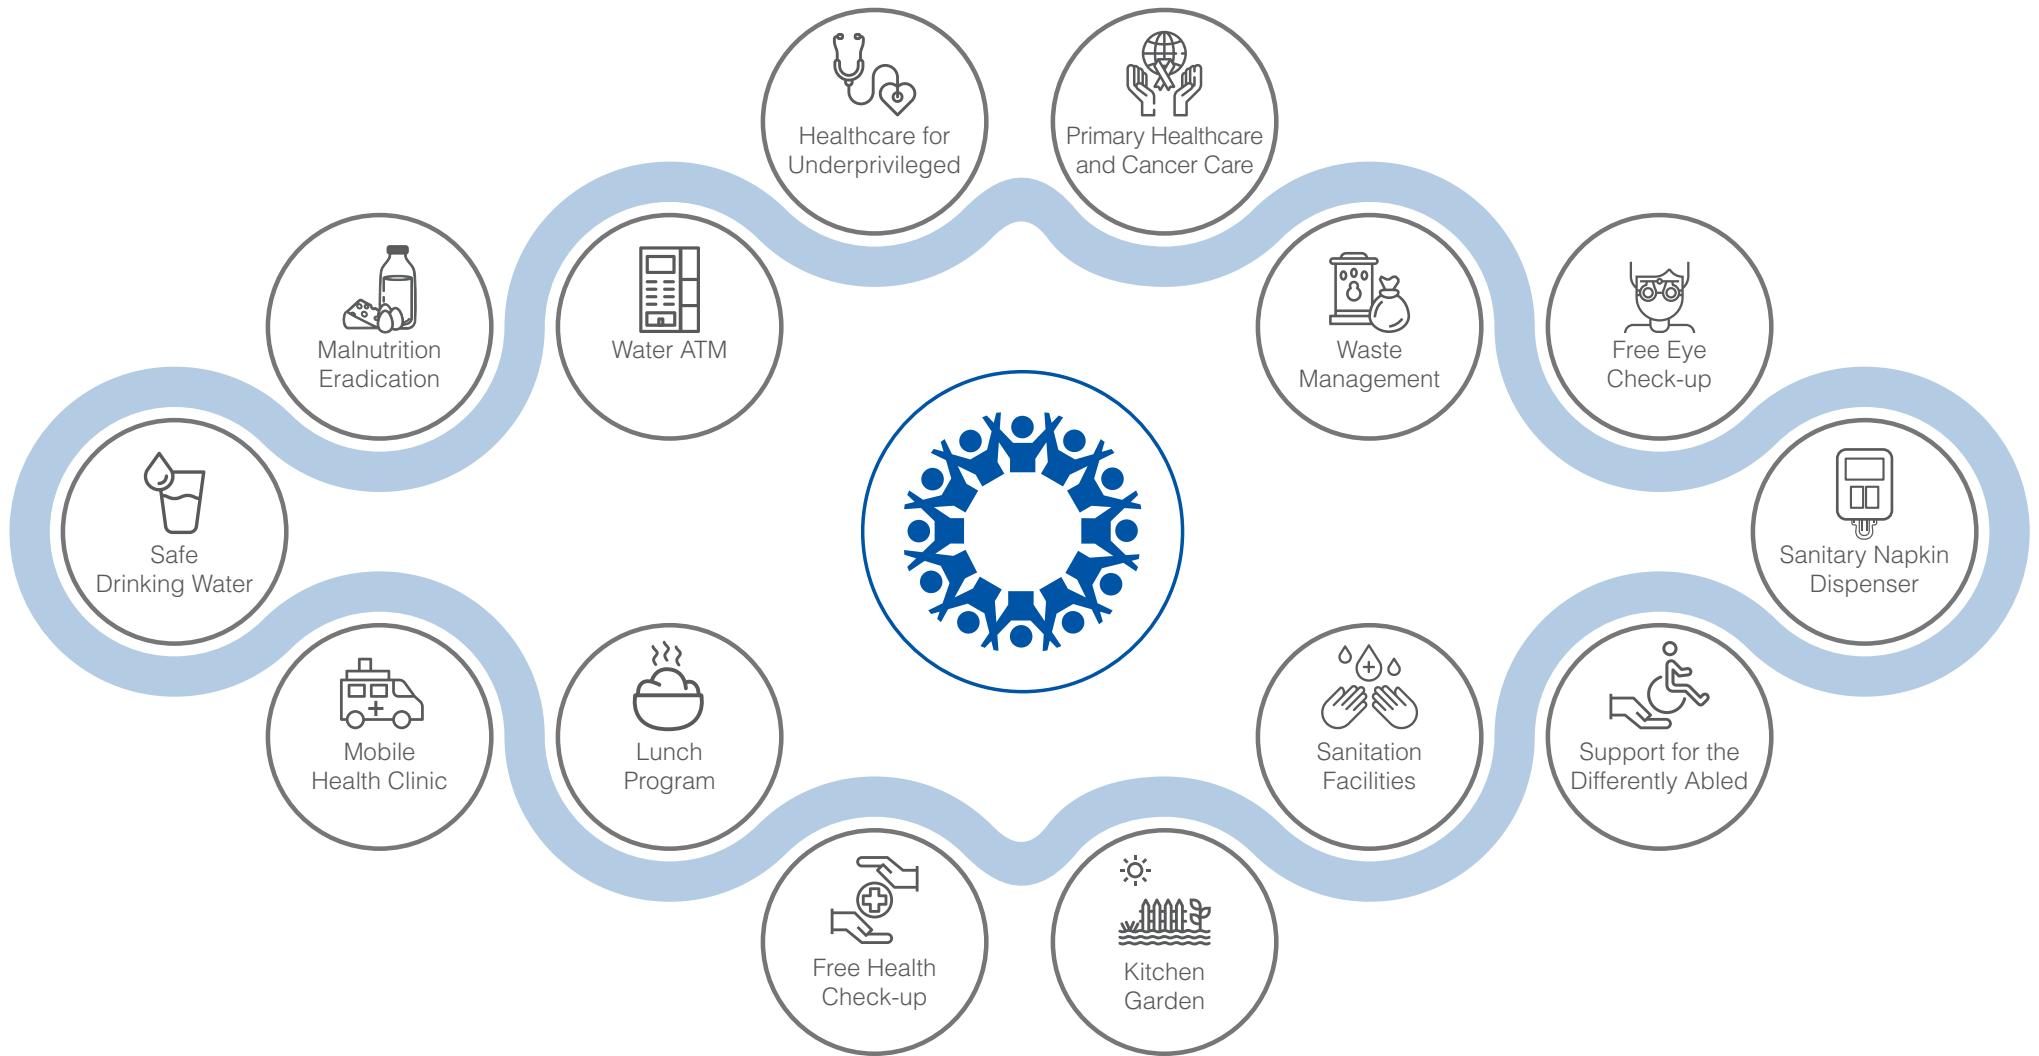 Healthcare for
Underprivileged
Primary Healthcare
and Cancer Care
Malnutrition
Eradication
Water ATM
Waste
Management
Free Eye
Check-up
Safe
Drinking Water
Sanitary Napkin
Dispenser
Mobile
Health Clinic
Lunch
Program
Sanitation
Facilities
Support for the
Differently Abled
Free Health
Check-up
Kitchen
Garden